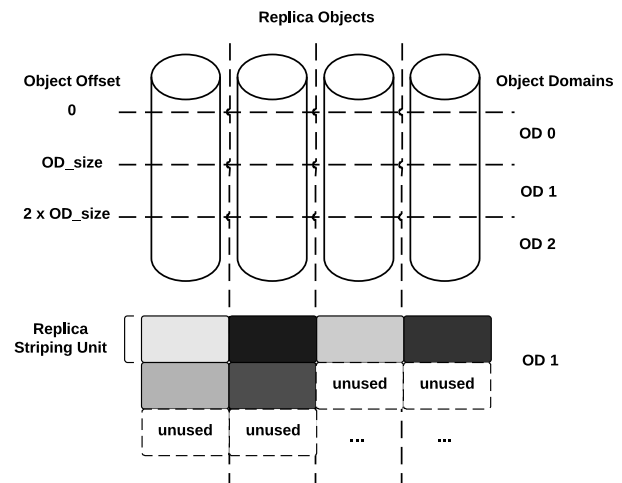 Replica Objects
Object Offset
Object Domains
0
OD 0
OD_size
OD 1
2 x OD_size
OD 2
Replica
Striping Unit
OD 1
unused
unused
unused
unused
...
...